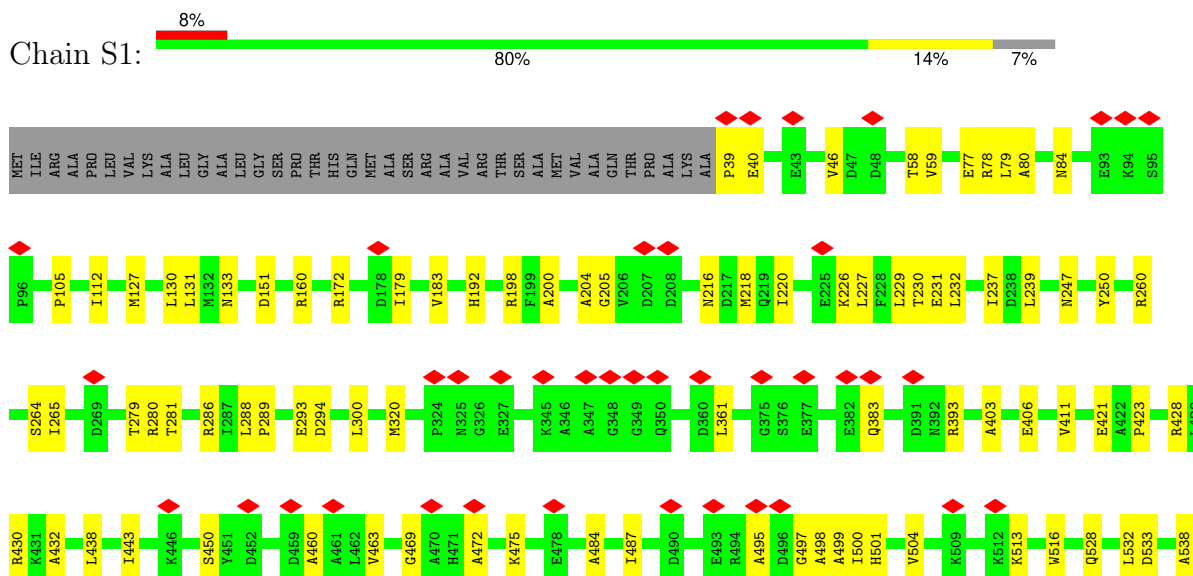 8%
Chain S1:
80% 14% 7%
MET ILE ARG ALA PRO LEU VAL LYS ALA LEU GLY ALA LEU GLY SER PRO THR HIS GLN MET ALA SER ARG ALA VAL ARG THR SER ALA MET VAL ALA GLN THR PRO ALA LYS ALA P39 E40 E43 V46 D47 D48 T58 V59 E77 R78 L79 A80 N84 E93 K94 S95
P96 P105 I112 M127 L130 L131 M132 N133 D151 R160 R172 D178 I179 V183 H192 R198 F199 A200 A204 G205 V206 D207 D208 N216 D217 M218 Q219 I220 E225 K226 L227 F228 L229 T230 E231 L232 I237 D238 L239 N247 Y250 R260
S264 I265 D269 T279 R280 T281 R286 I287 L288 P289 E293 D294 L300 M320 P324 N325 G326 E327 K345 A346 A347 G348 G349 Q350 D360 L361 G375 S376 E377 E382 Q383 D391 N392 R393 A403 E406 V411 E421 A422 P423 R428
R430 K431 A432 L438 I443 K446 S450 Y451 D452 D459 A460 A461 L462 V463 G469 A470 H471 A472 K475 E478 A484 I487 D490 E493 R494 A495 D496 G497 A498 A499 I500 H501 V504 K509 K512 K513 W516 Q528 L532 D533 A538